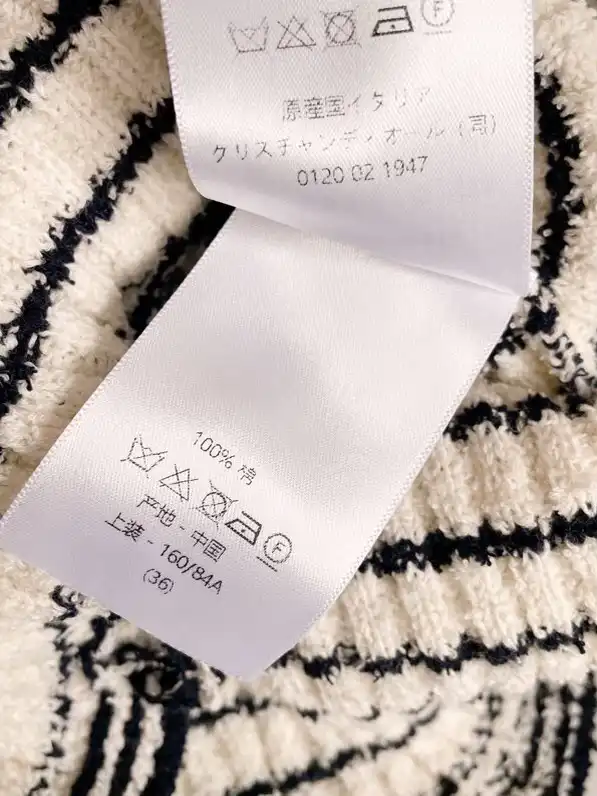 F
原産国イタリア
クリスチャンディオール（司）
0120 02 1947
100% 棉
F
产地 - 中国
上装 - 160/84A
(36)